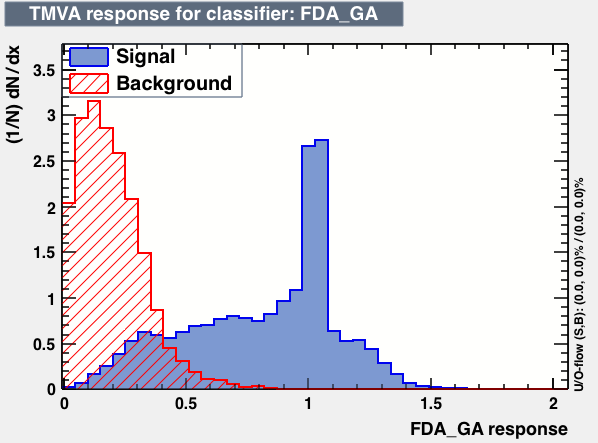 TMVA response for classifier: FDA_GA
Signal
Background
(1/N) dN / dx
3.5
3
2.5
2
1.5
1
0.5
0
0 0.5 1 1.5 2
FDA_GA response
U/O-flow (S,B): (0.0, 0.0)% / (0.0, 0.0)%